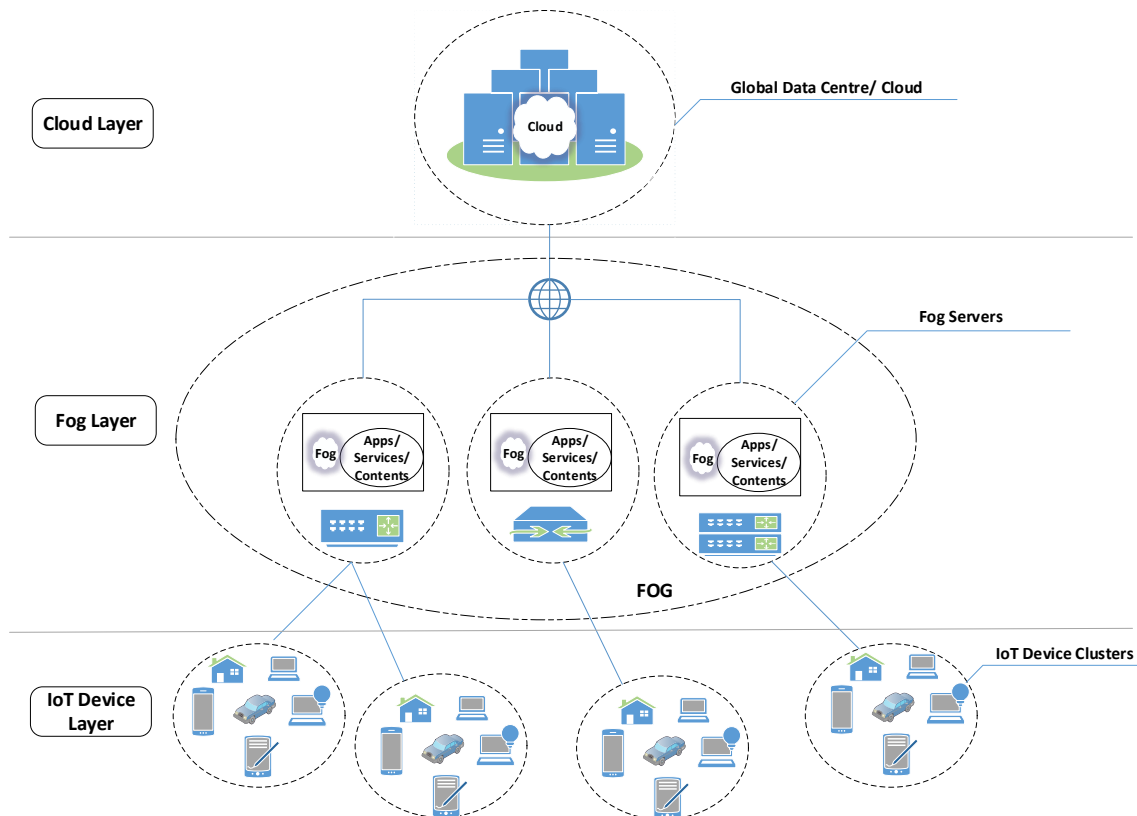 Global Data Centre/ Cloud
Cloud Layer
Cloud
Fog Servers
Fog Layer
Fog
Apps/
Services/
Contents
Fog
Apps/
Services/
Contents
Fog
Apps/
Services/
Contents
FOG
IoT Device Clusters
IoT Device
Layer